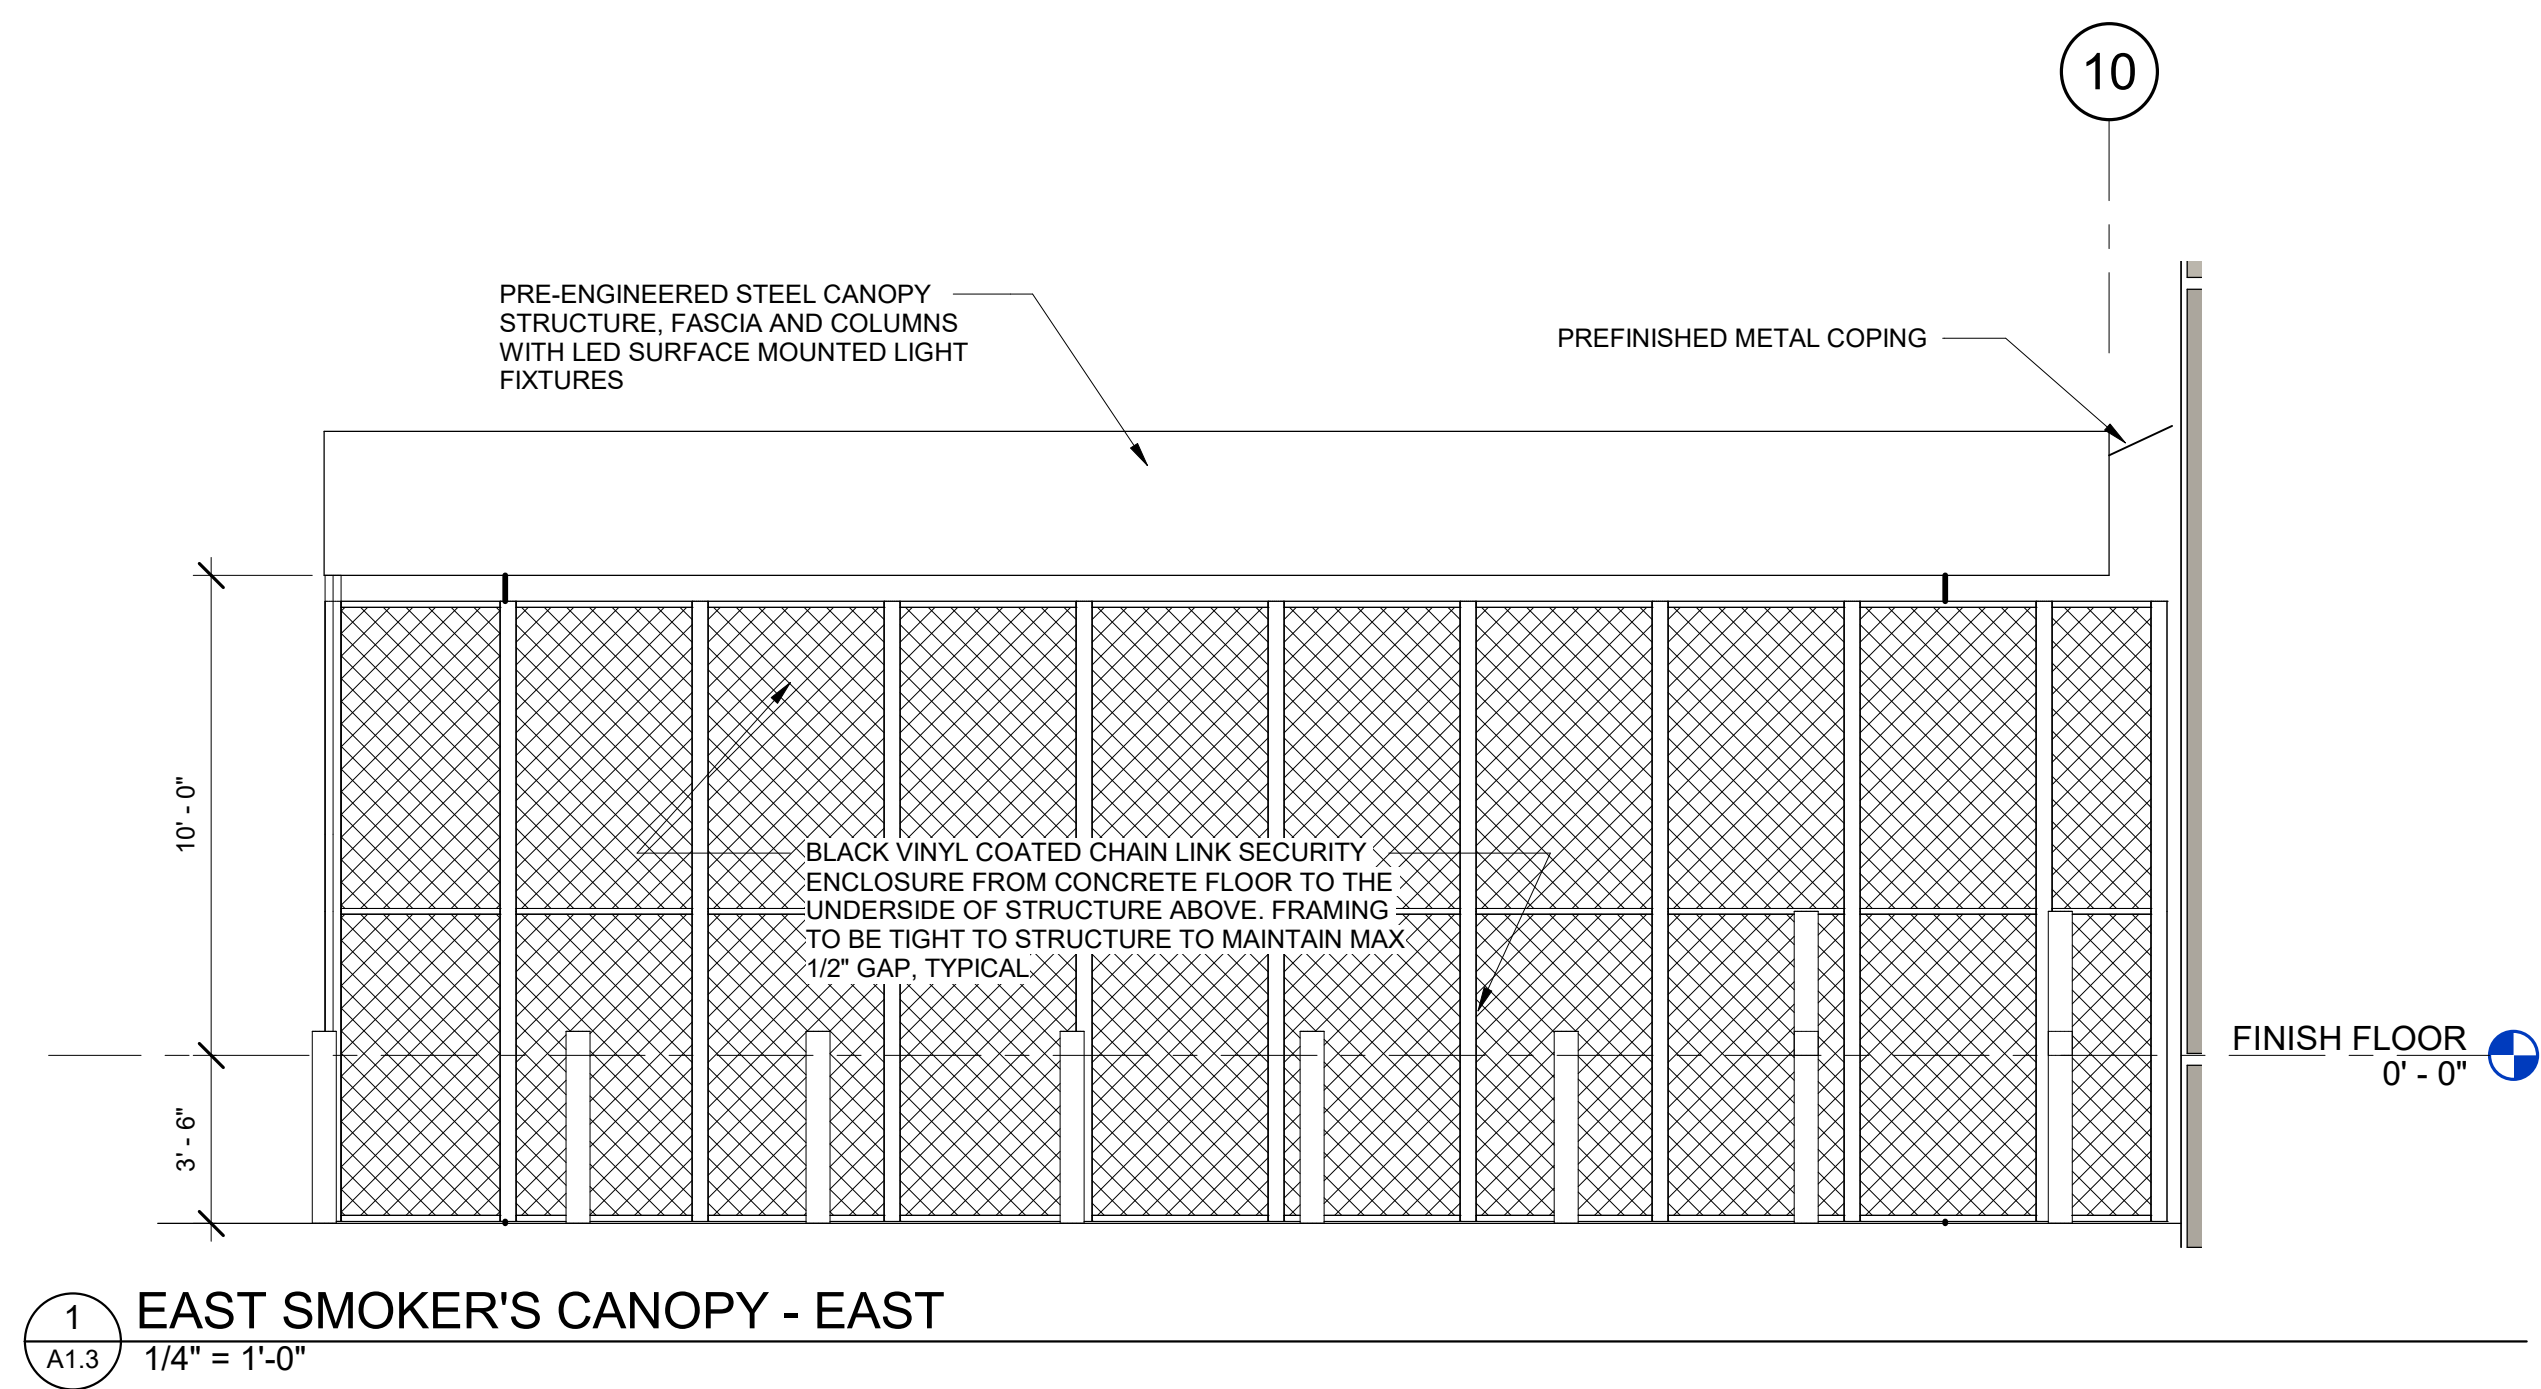 10
PRE-ENGINEERED STEEL CANOPY
STRUCTURE, FASCIA AND COLUMNS
WITH LED SURFACE MOUNTED LIGHT
FIXTURES
PREFINISHED METAL COPING
10' - 0"
BLACK VINYL COATED CHAIN LINK SECURITY
ENCLOSURE FROM CONCRETE FLOOR TO THE
UNDERSIDE OF STRUCTURE ABOVE. FRAMING
TO BE TIGHT TO STRUCTURE TO MAINTAIN MAX
1/2" GAP, TYPICAL
FINISH FLOOR
0' - 0"
3' - 6"
1
A1.3
EAST SMOKER'S CANOPY - EAST
1/4" = 1'-0"